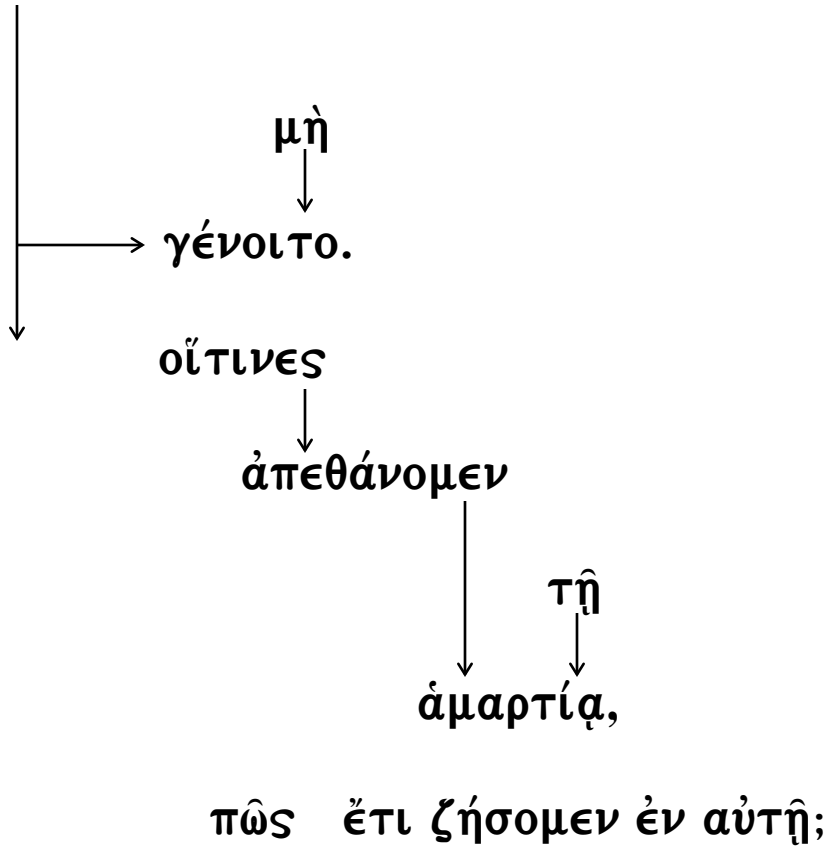 μὴ
γένοιτο.
οἵτινες
ἀπεθάνομεν
τῇ
ἁμαρτίᾳ,
πῶς ἔτι ζήσομεν ἐν αὐτῇ;